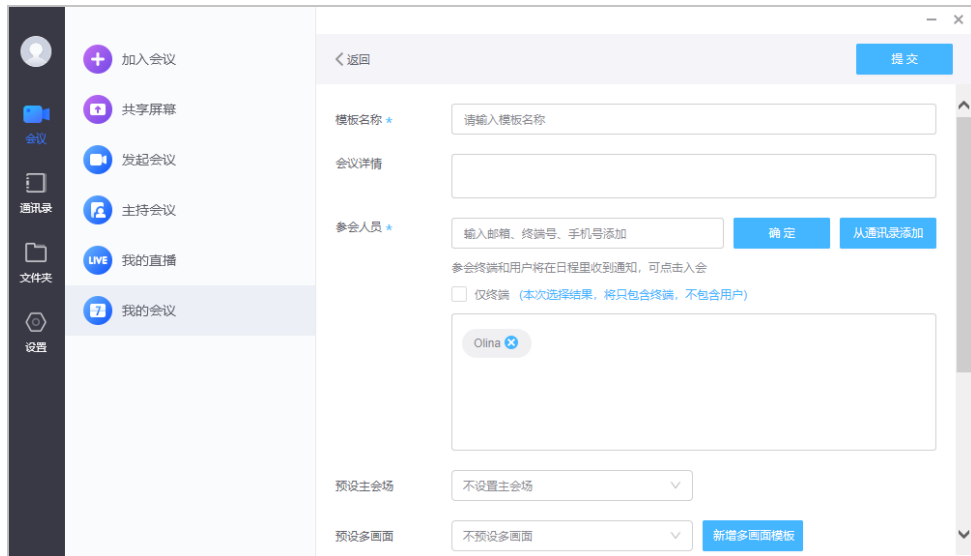 会议
通讯录
文件夹
设置
加入会议
共享屏幕
发起会议
主持会议
LIVE 我的直播
7 我的会议
返回 提交
模板名称 * 请输入模板名称
会议详情
参会人员 * 输入邮箱、终端号、手机号添加 确定 从通讯录添加
参会终端和用户将在日程里收到通知，可点击入会
仅终端 (本次选择结果，将只包含终端，不包含用户)
Olina
预设主会场 不设置主会场
预设多画面 不预设多画面 新增多画面模板